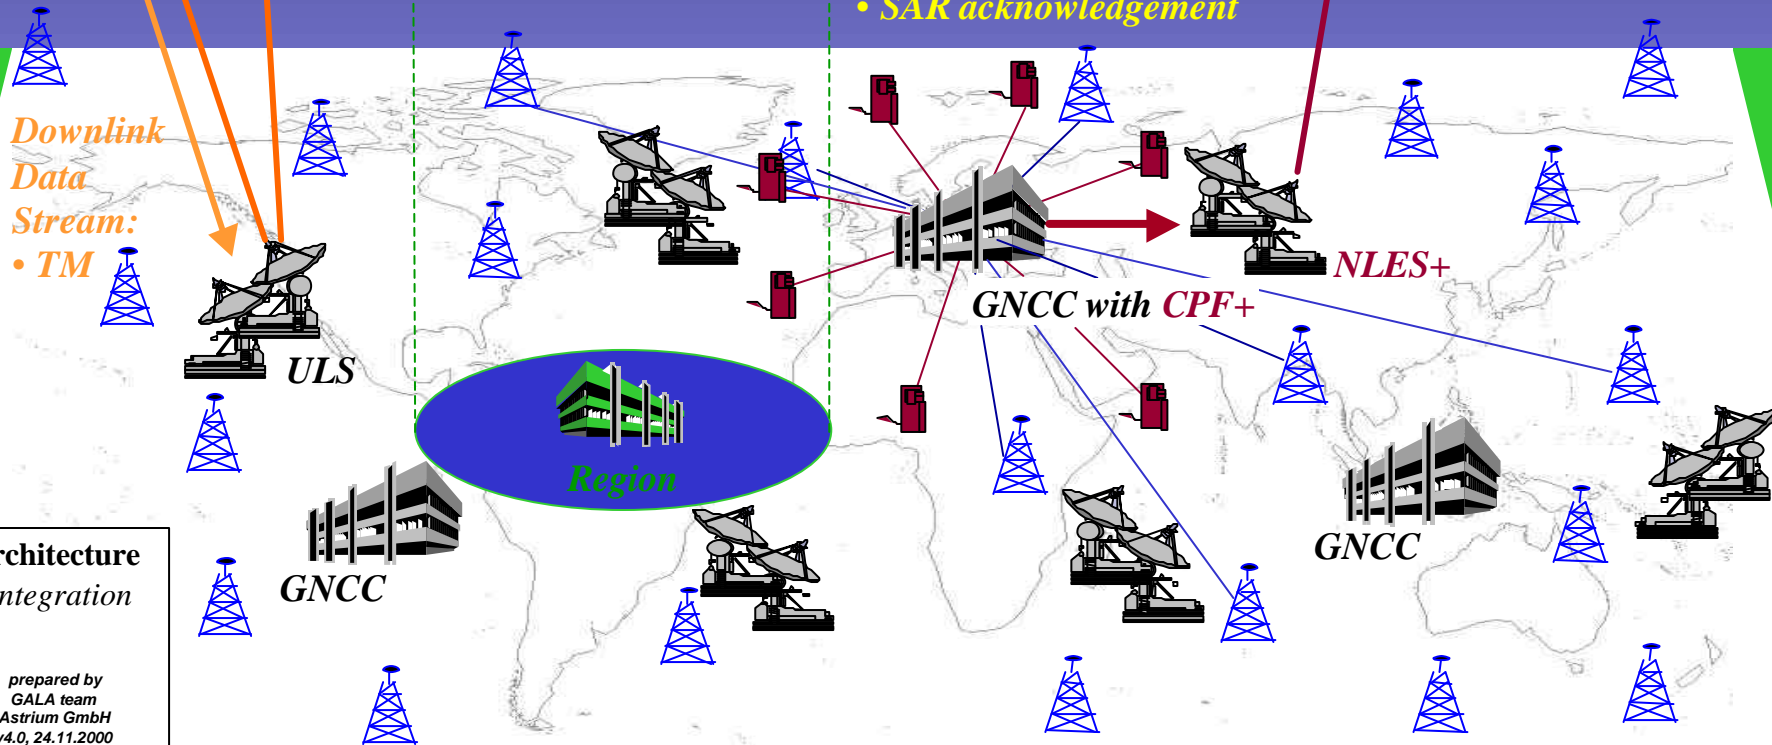 • SAR acknowledgement
Downlink
Data
Stream:
• TM
ULS
NLES+
GNCC with CPF+
Region
GNCC
GNCC
rchitecture
ntegration
prepared by
GALA team
Astrium GmbH
v4.0, 24.11.2000